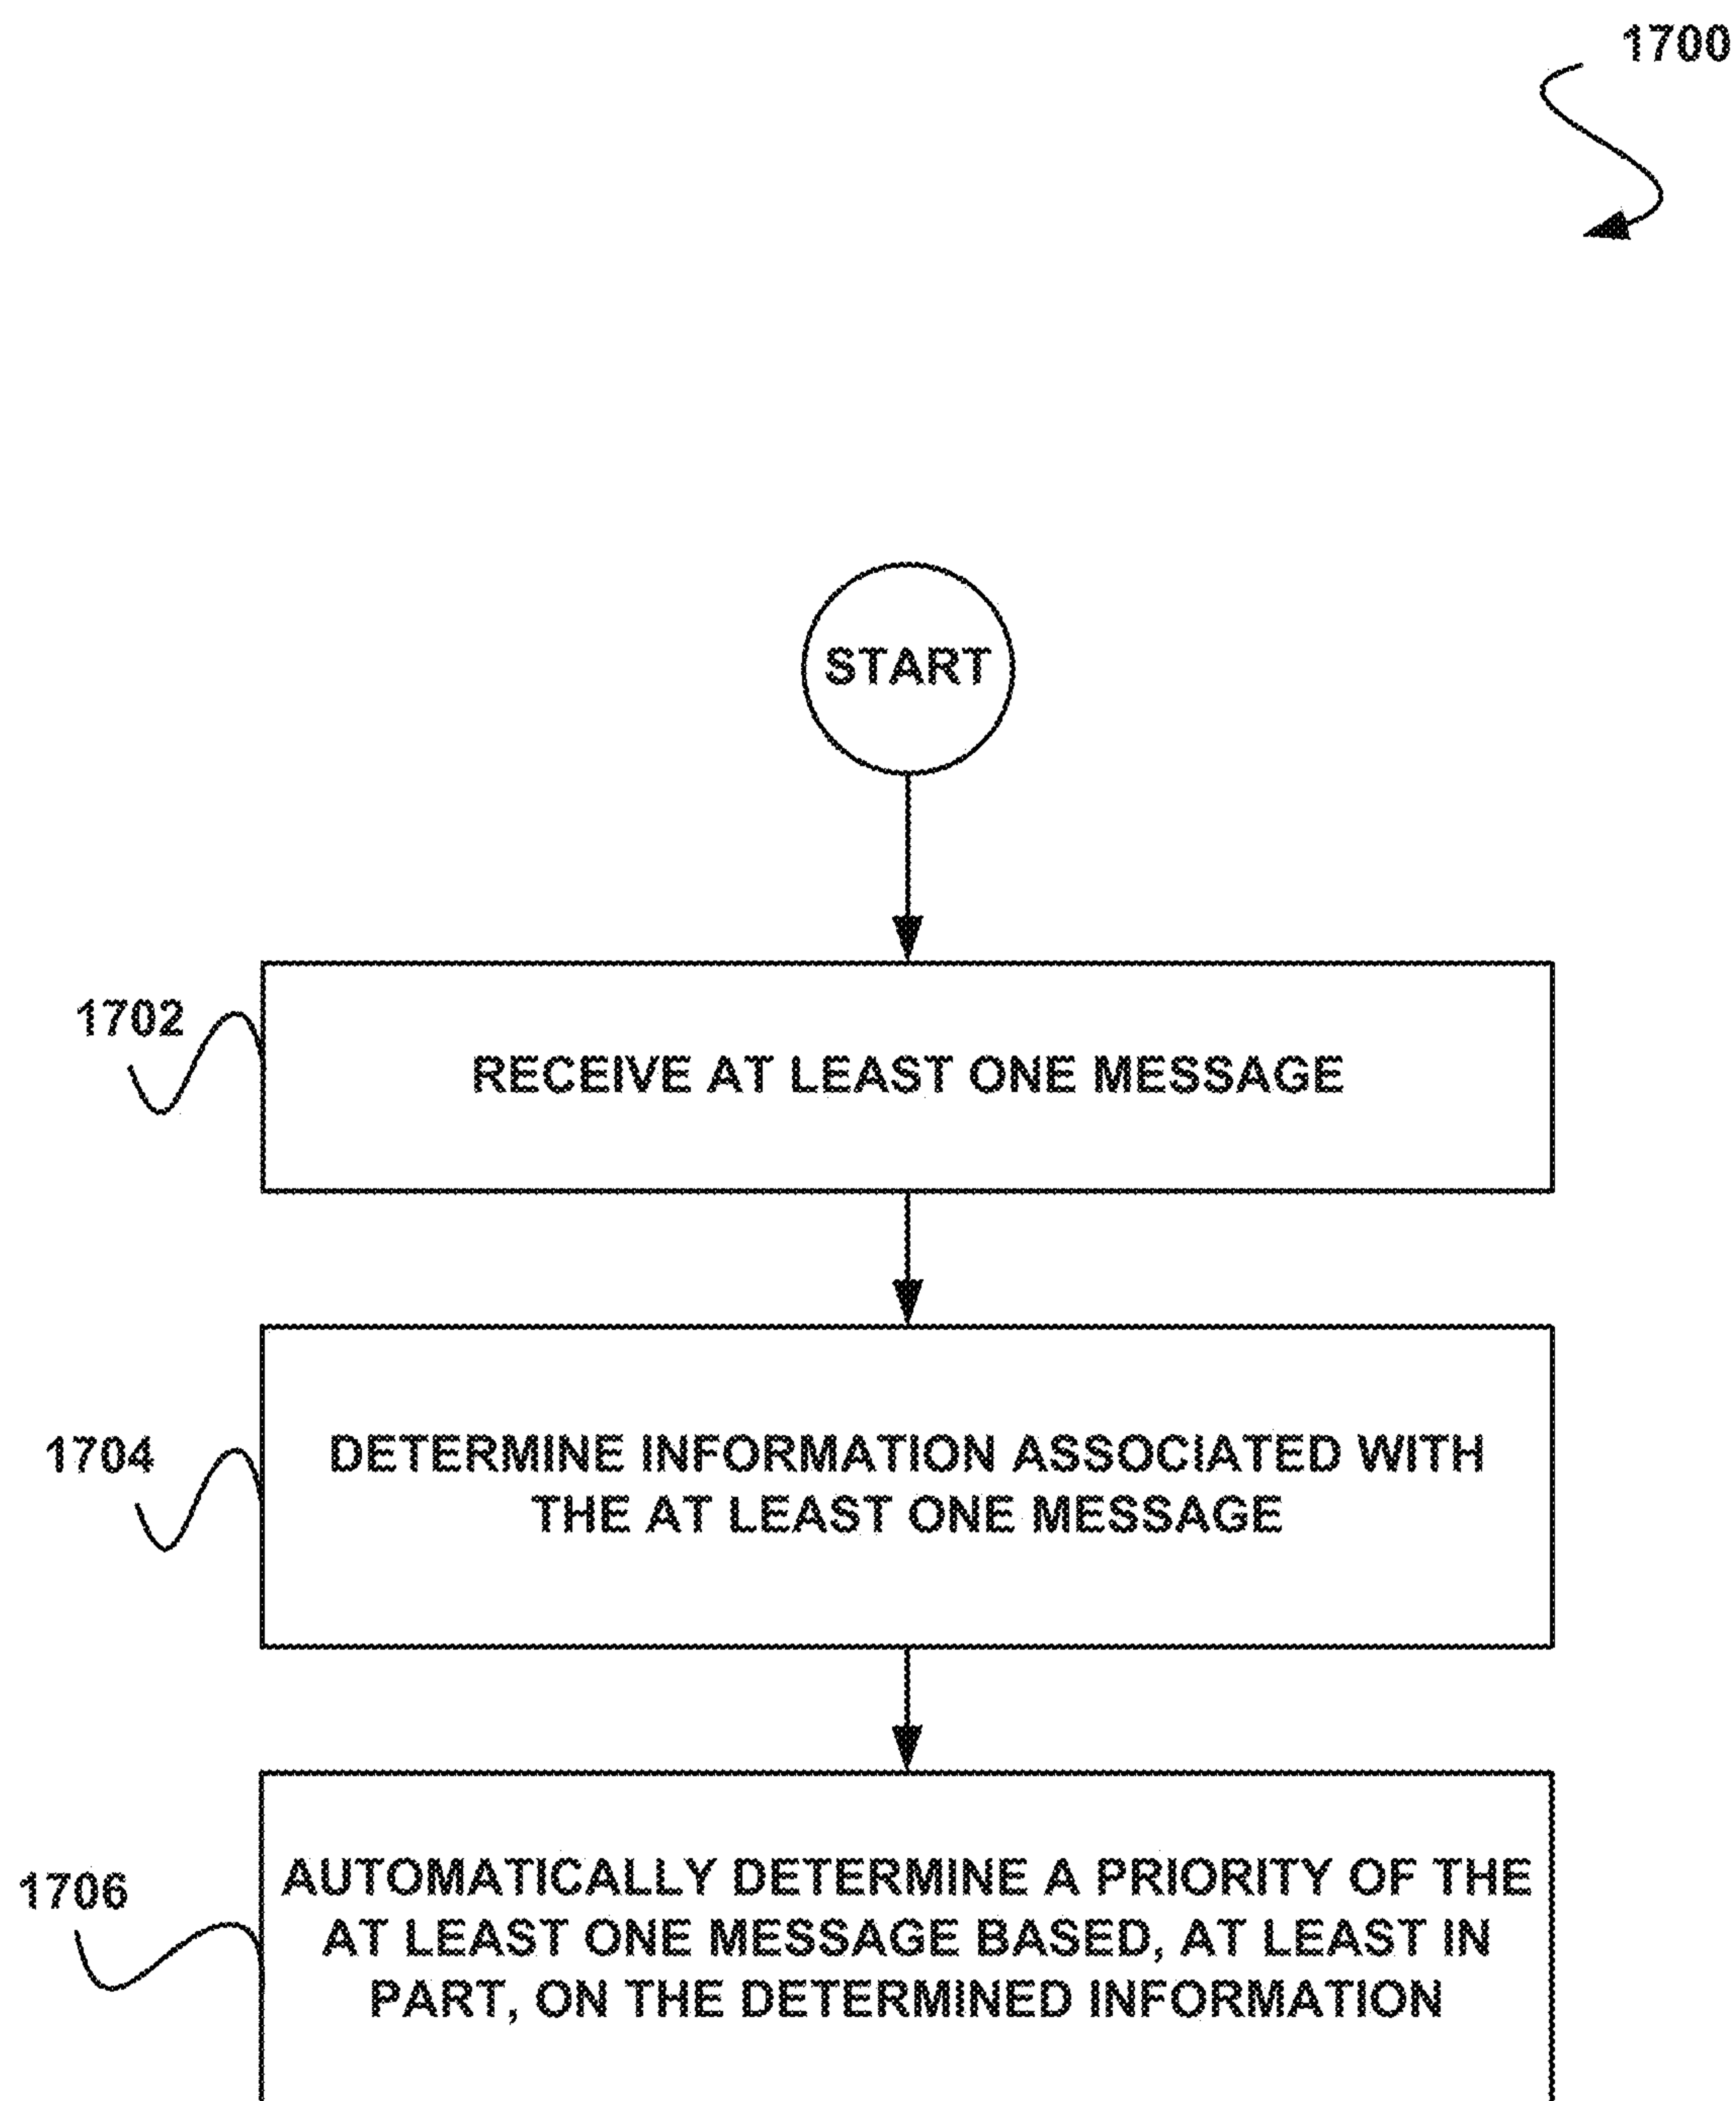 1700
START
1702
RECEIVE AT LEAST ONE MESSAGE
1704
DETERMINE INFORMATION ASSOCIATED WITH
THE AT LEAST ONE MESSAGE
1706
AUTOMATICALLY DETERMINE A PRIORITY OF THE
AT LEAST ONE MESSAGE BASED, AT LEAST IN
PART, ON THE DETERMINED INFORMATION